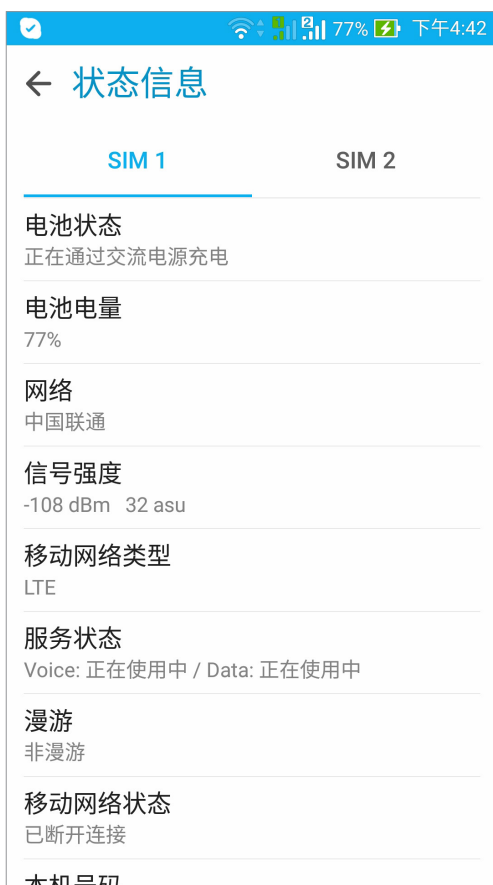 77% 下午4:42
状态信息
SIM 1 SIM 2
电池状态
正在通过交流电源充电
电池电量
77%
网络
中国联通
信号强度
-108 dBm 32 asu
移动网络类型
LTE
服务状态
Voice: 正在使用中 / Data: 正在使用中
漫游
非漫游
移动网络状态
已断开连接
本机号码